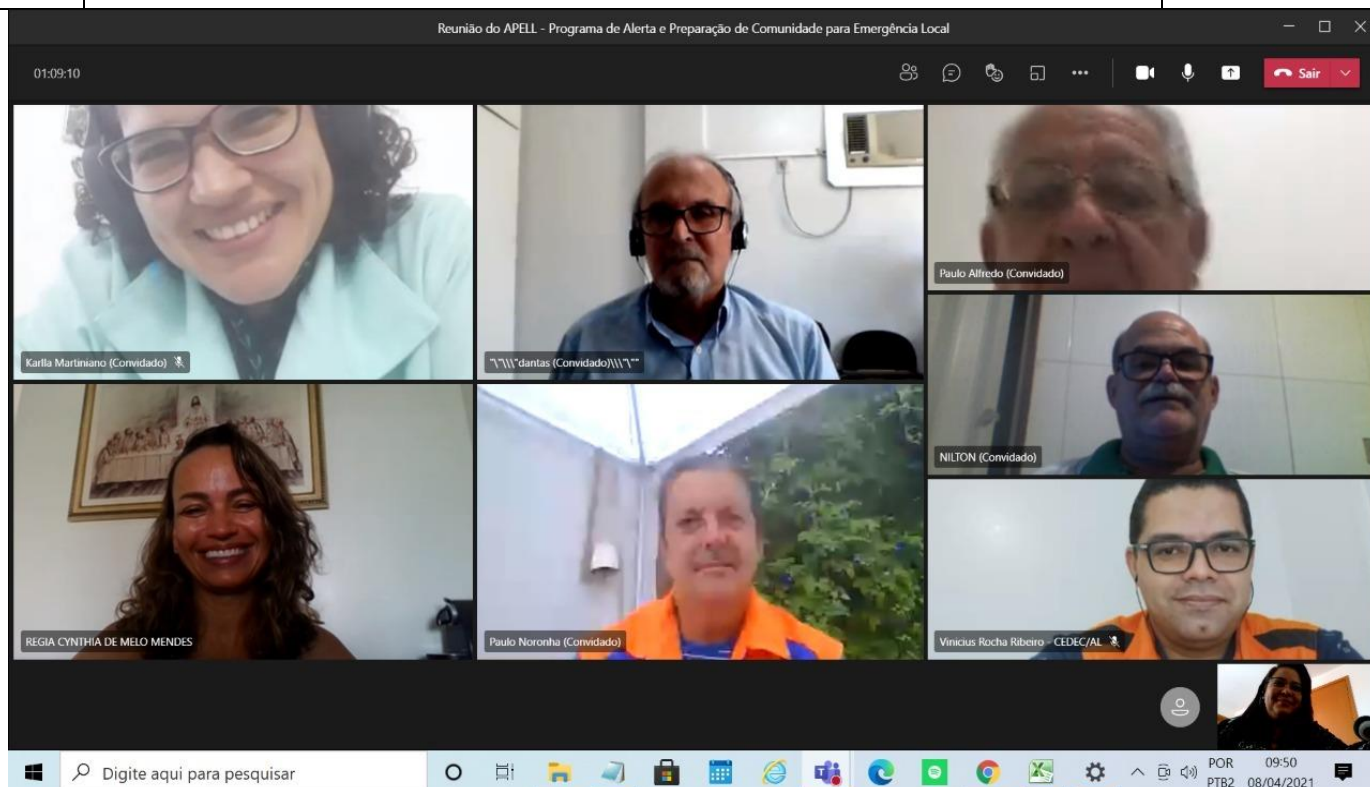 Reunião do APELL - Programa de Alerta e Preparação de Comunidade para Emergência Local
01:09:10
Sair
Karlla Martiniano (Convidado)
"\"\\\"dantas (Convidado)\\\"\""
Paulo Alfredo (Convidado)
NILTON (Convidado)
REGIA CYNTHIA DE MELO MENDES
Paulo Noronha (Convidado)
Vinicius Rocha Ribeiro - CEDEC/AL
Digite aqui para pesquisar
POR
PTB2
09:50
08/04/2021